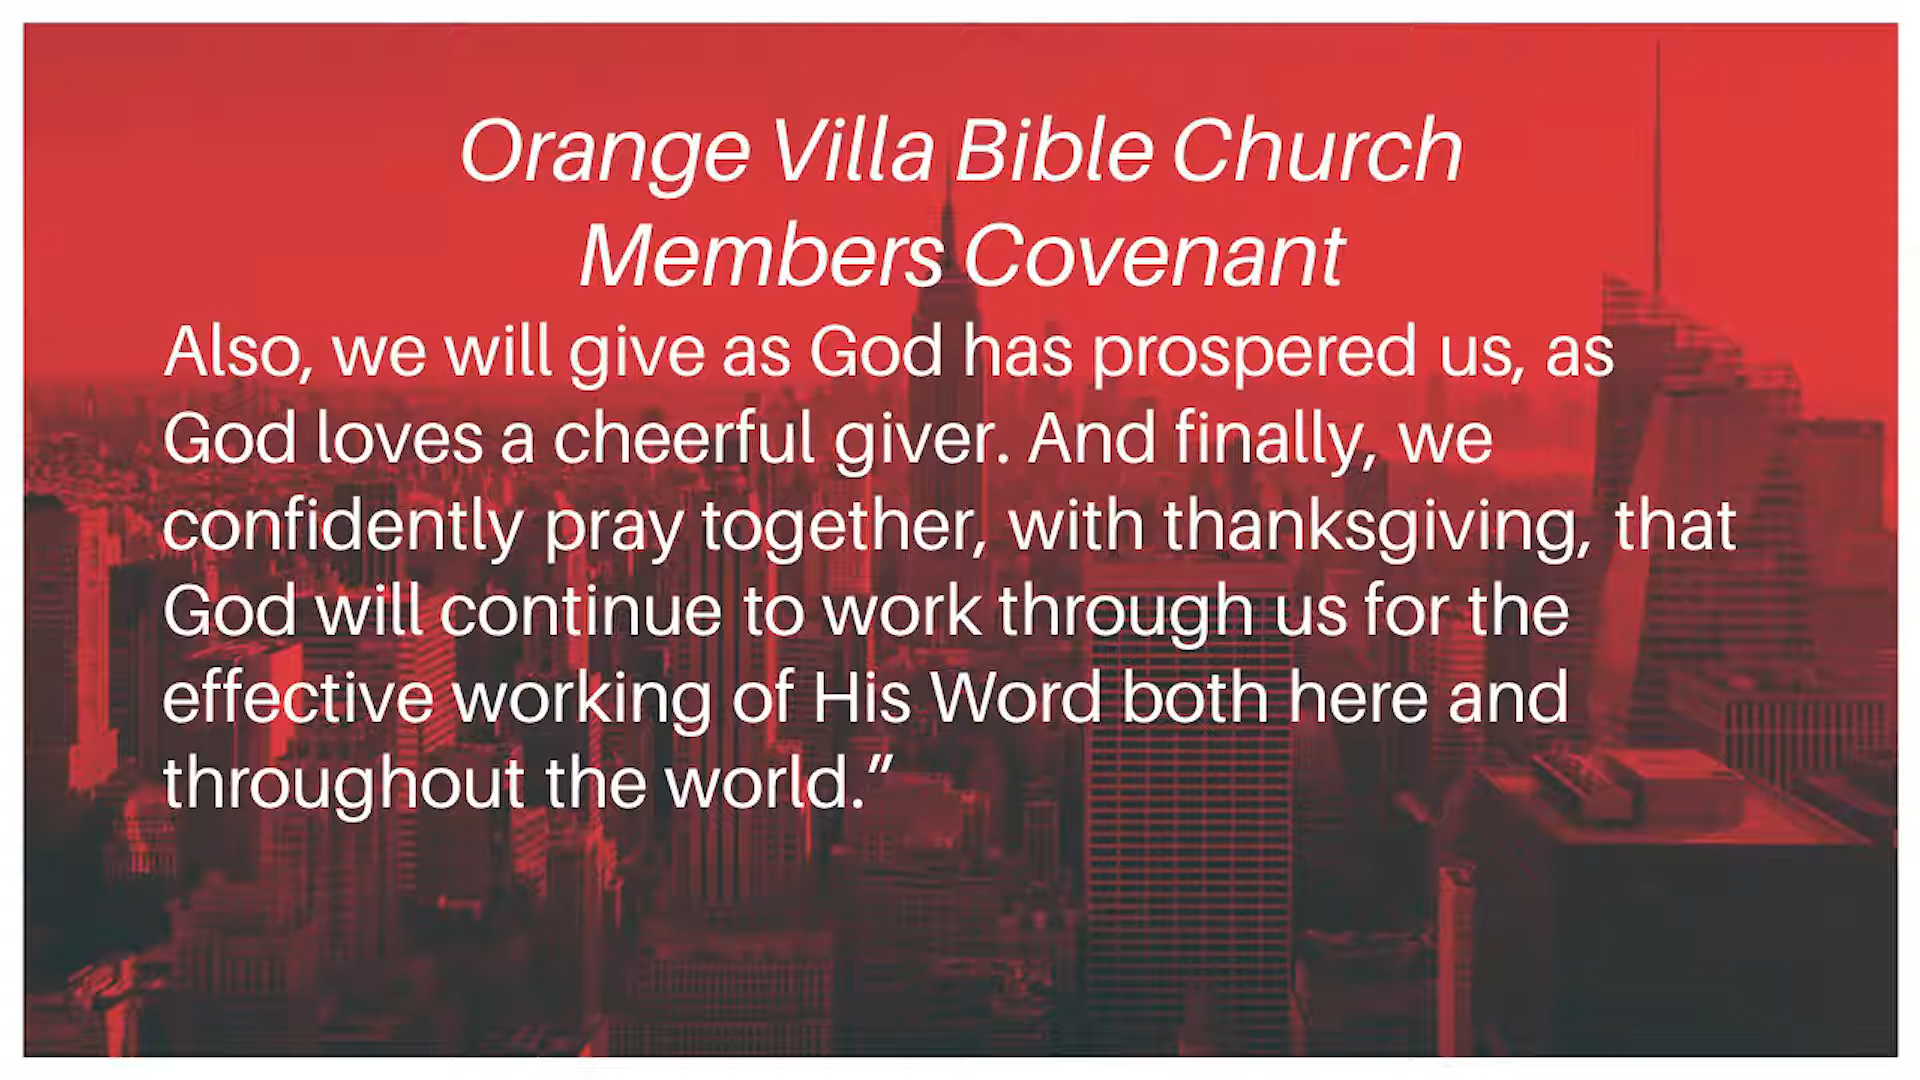 Orange Villa Bible Church
Members Covenant
Also, we will give as God has prospered us, as
God loves a cheerful giver. And finally, we
confidently pray together, with thanksgiving, that
God will continue to work through us for the
effective working of His Word both here and
throughout the world.”